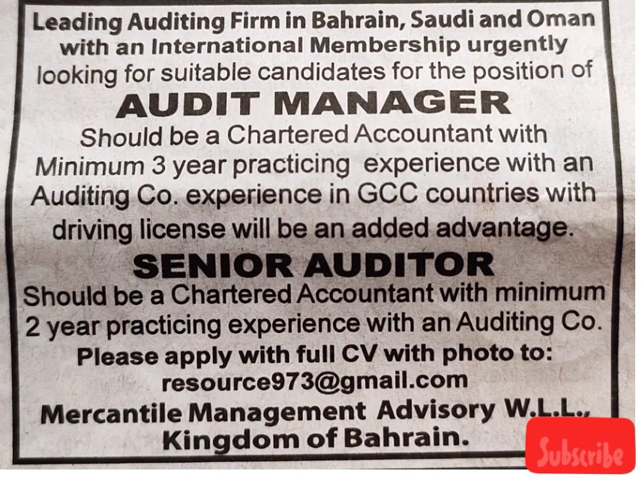 Leading Auditing Firm in Bahrain, Saudi and Oman
with an International Membership urgently
looking for suitable candidates for the position of
AUDIT MANAGER
Should be a Chartered Accountant with
Minimum 3 year practicing experience with an
Auditing Co. experience in GCC countries with
driving license will be an added advantage.
SENIOR AUDITOR
Should be a Chartered Accountant with minimum
2 year practicing experience with an Auditing Co.
Please apply with full CV with photo to:
resource973@gmail.com
Mercantile Management Advisory W.L.L.,
Kingdom of Bahrain.
Subscribe